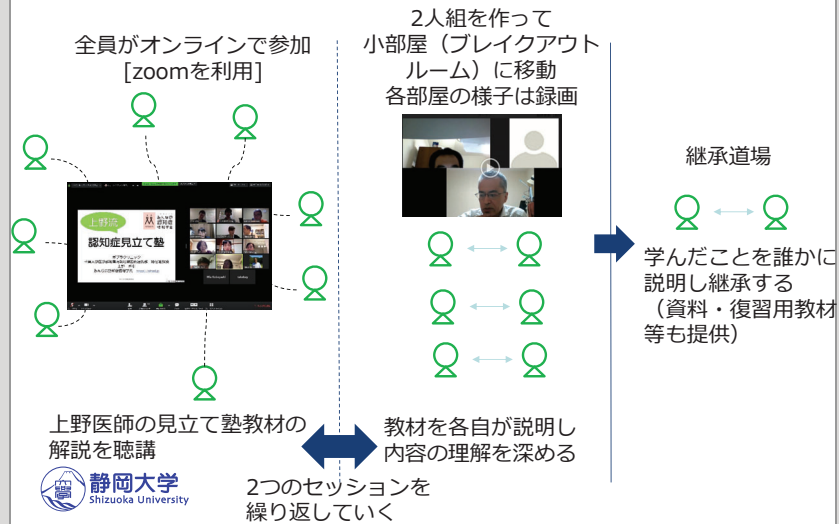 全員がオンラインで参加
[zoomを利用]
上野式
認知症見立て塾
上野医師の見立て塾教材の
解説を聴講
静岡大学
Shizuoka University
2人組を作って
小部屋（ブレイクアウト
ルーム）に移動
各部屋の様子は録画
教材を各自が説明し
内容の理解を深める
2つのセッションを
繰り返していく
継承道場
学んだことを誰かに
説明し継承する
（資料・復習用教材
等も提供）